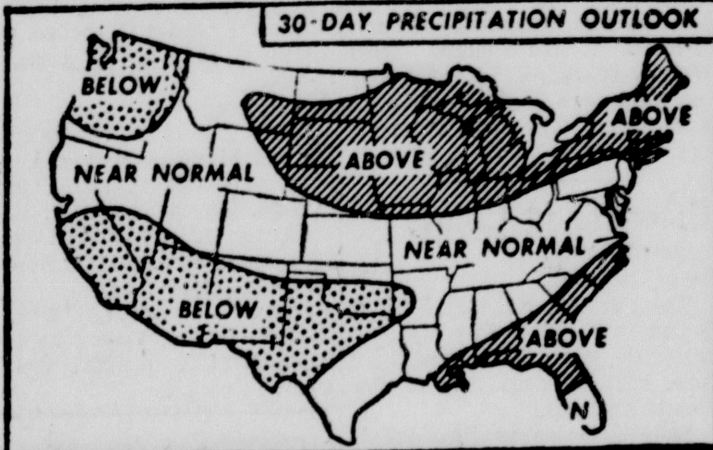 30-DAY PRECIPITATION OUTLOOK
BELOW
ABOVE
ABOVE
NEAR NORMAL
NEAR NORMAL
BELOW
ABOVE
N